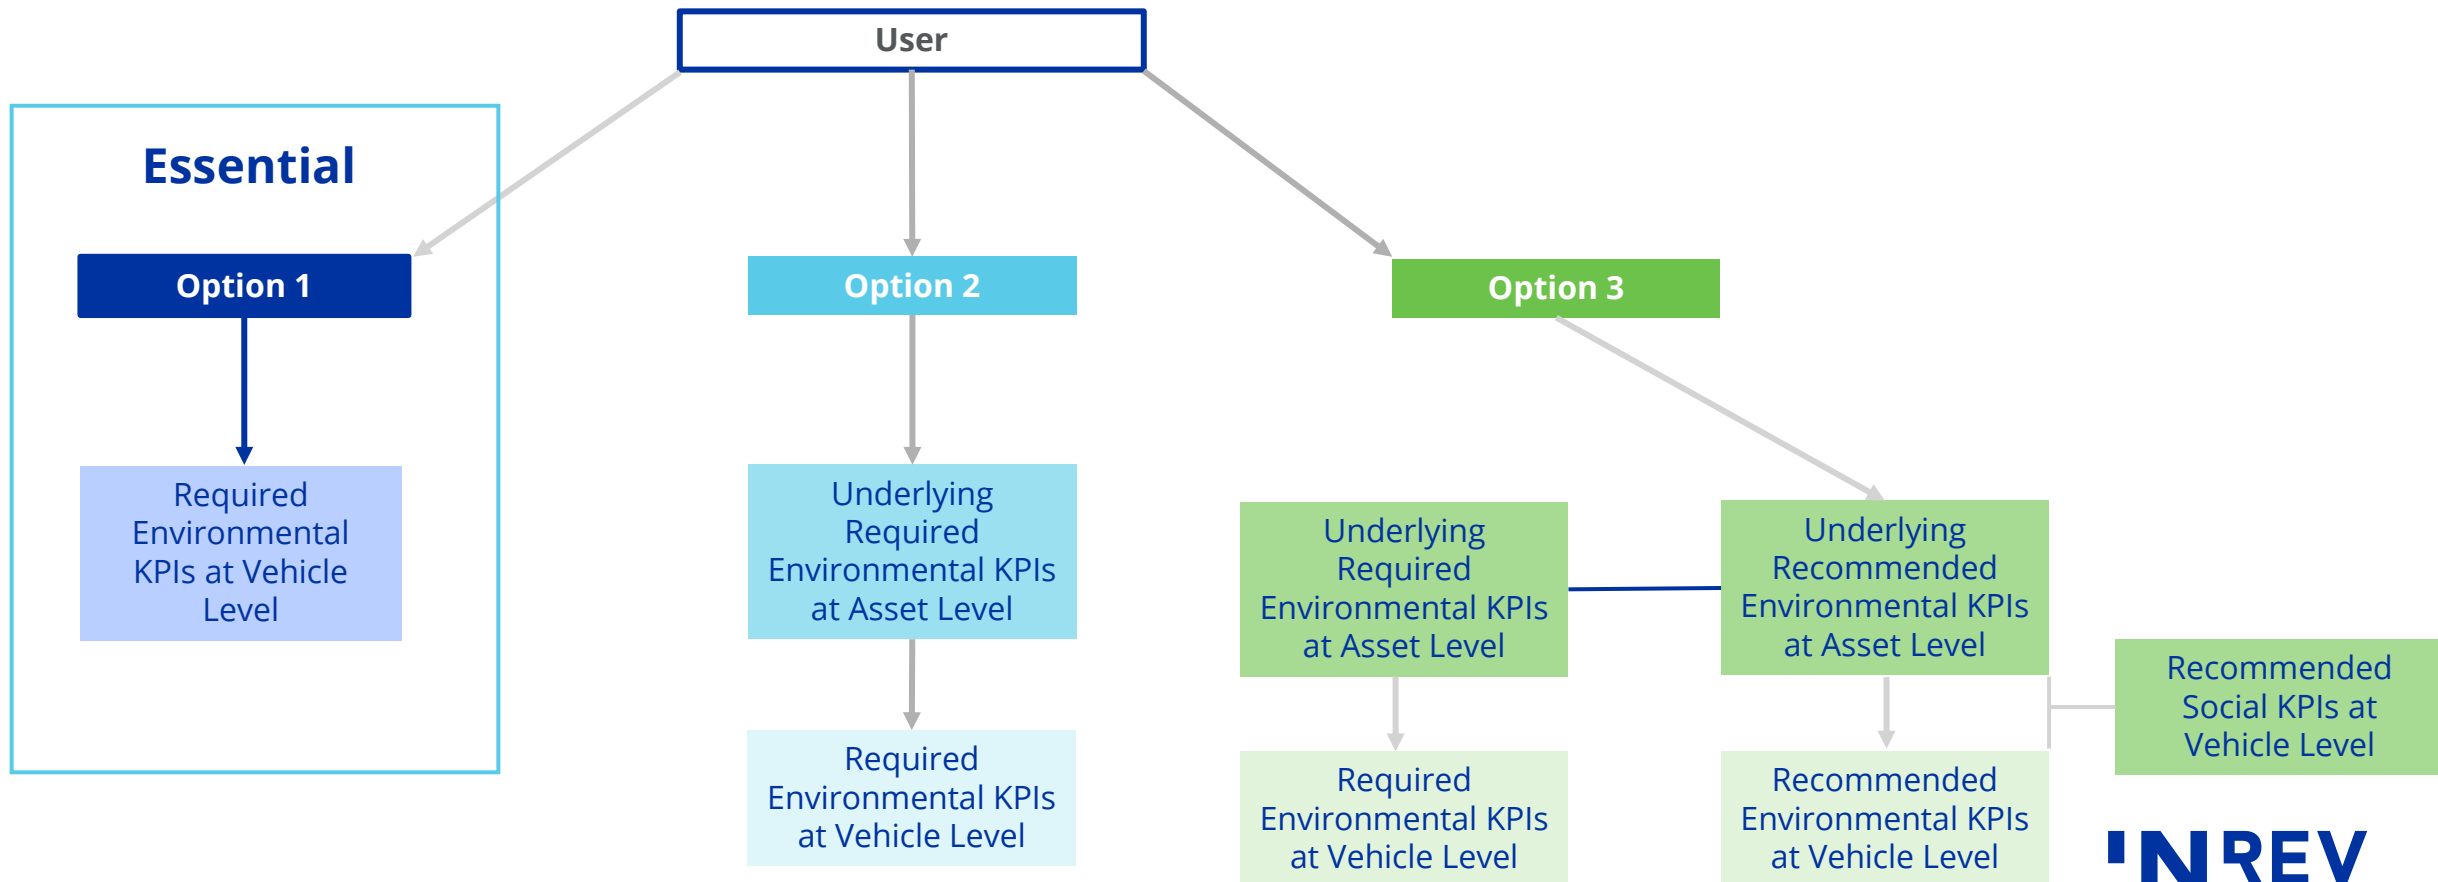 User
Essential
Option 1
Option 2
Option 3
Required
Environmental
KPIs at Vehicle
Level
Underlying
Required
Environmental KPIs
at Asset Level
Required
Environmental KPIs
at Vehicle Level
Underlying
Required
Environmental KPIs
at Asset Level
Underlying
Recommended
Environmental KPIs
at Asset Level
Recommended
Social KPIs at
Vehicle Level
Required
Environmental KPIs
at Vehicle Level
Recommended
Environmental KPIs
at Vehicle Level
INREV